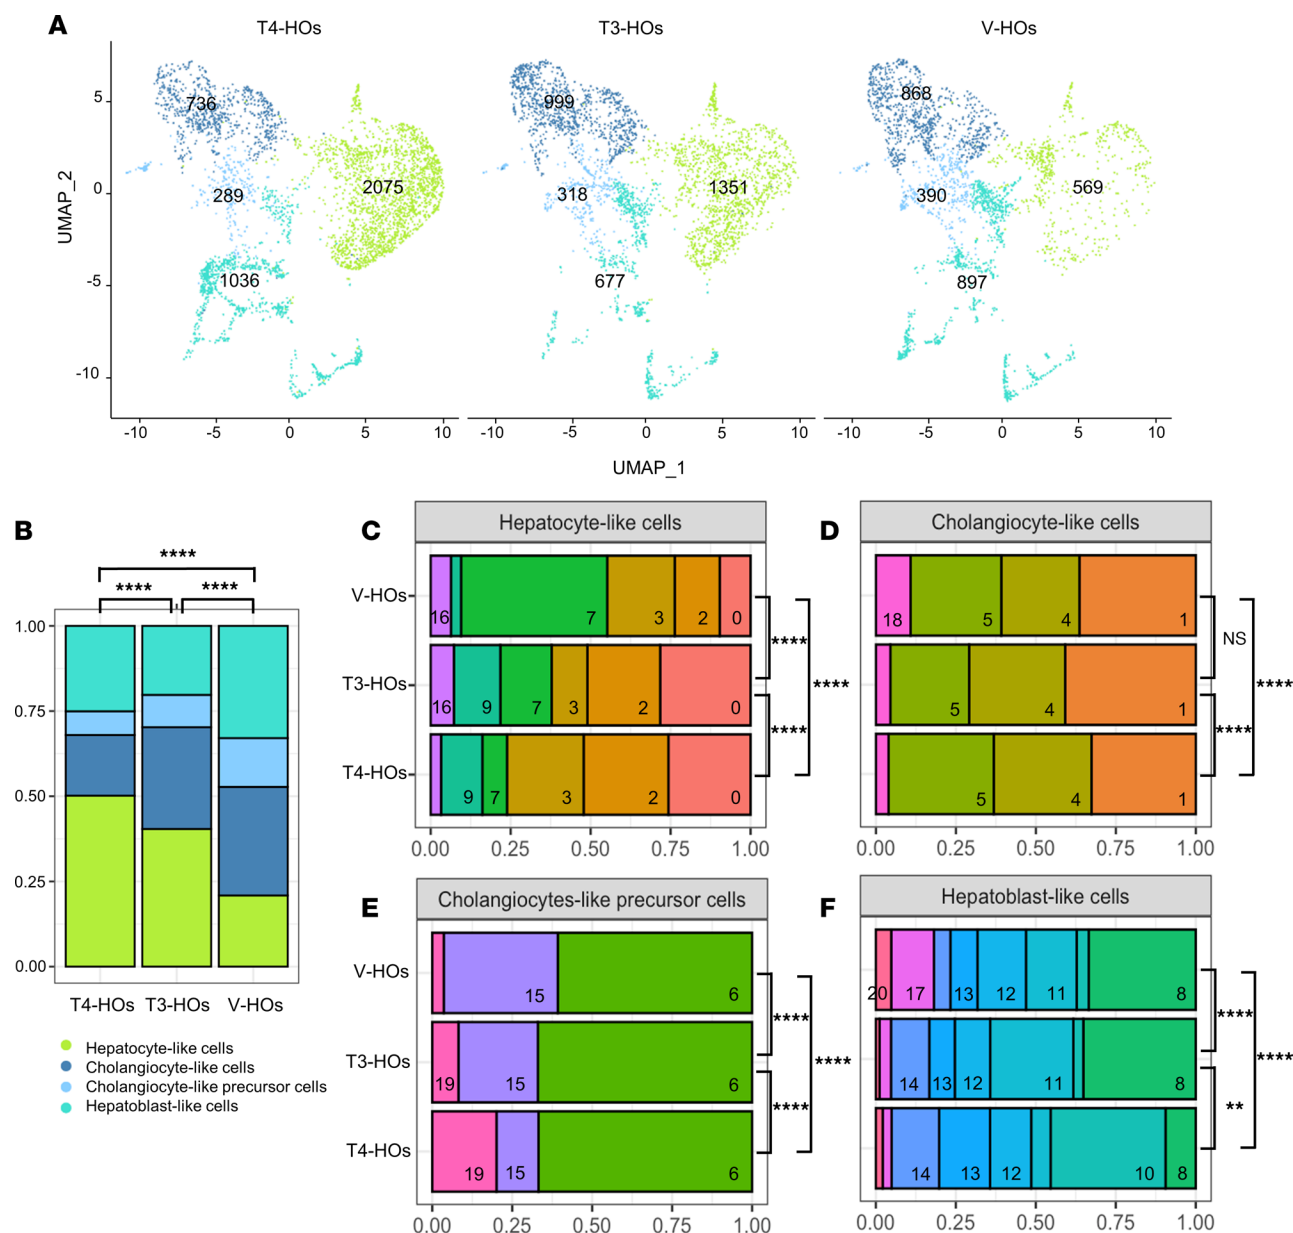 A
T4-HOs
T3-HOs
V-HOs
UMAP_2
5
0
-5
-10
736
289
2075
1036
999
318
1351
677
868
390
569
897
-10 -5 0 5 10
-10 -5 0 5 10
-10 -5 0 5 10
UMAP_1
B
****
**** ****
1.00
0.75
0.50
0.25
0.00
T4-HOs T3-HOs V-HOs
Hepatocyte-like cells
Cholangiocyte-like cells
Cholangiocyte-like precursor cells
Hepatoblast-like cells
C
Hepatocyte-like cells
V-HOs
16 7 3 2 0
T3-HOs
16 9 7 3 2 0
T4-HOs
9 7 3 2 0
****
****
****
0.00 0.25 0.50 0.75 1.00
D
Cholangiocyte-like cells
18 5 4 1
5 4 1
5 4 1
NS
****
****
0.00 0.25 0.50 0.75 1.00
E
Cholangiocytes-like precursor cells
V-HOs
15 6
T3-HOs
19 15 6
T4-HOs
19 15 6
****
****
****
0.00 0.25 0.50 0.75 1.00
F
Hepatoblast-like cells
20 17 13 12 11 8
14 13 12 11 8
14 13 12 10 8
****
****
**
0.00 0.25 0.50 0.75 1.00